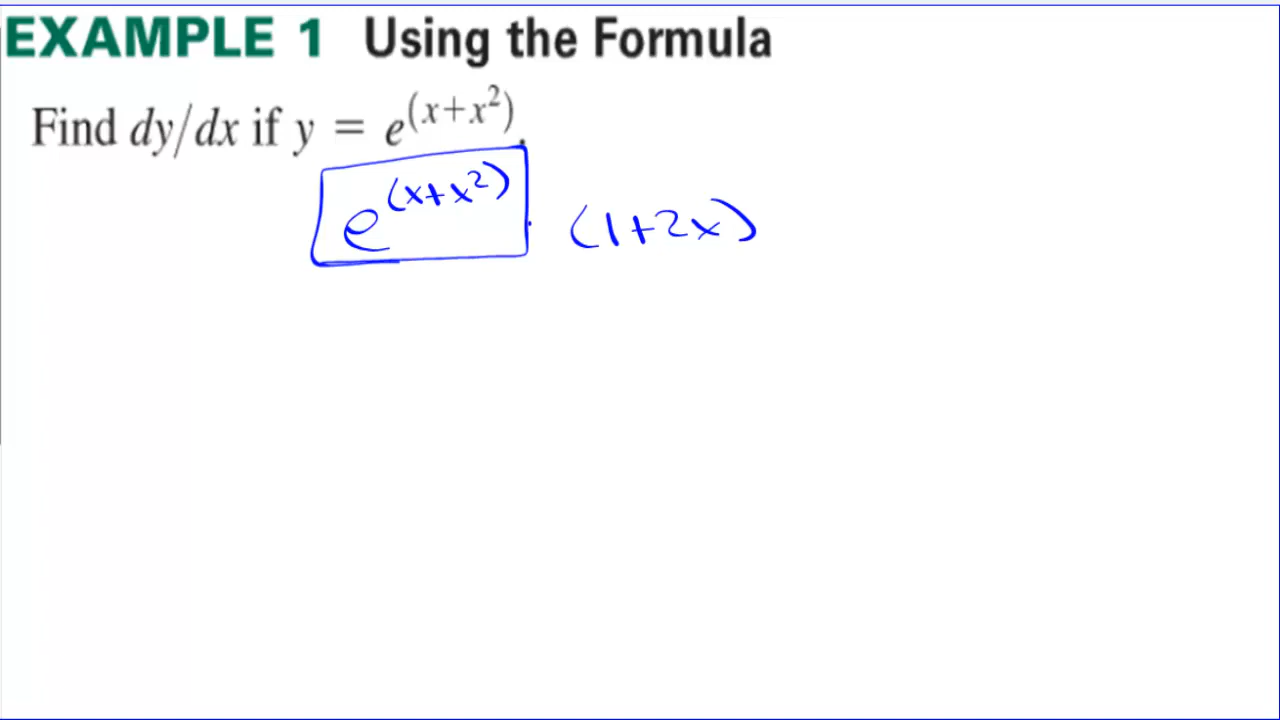 EXAMPLE 1 Using the Formula
Find dy/dx if y = e^(x+x²).
e^(x+x²) · (1+2x)